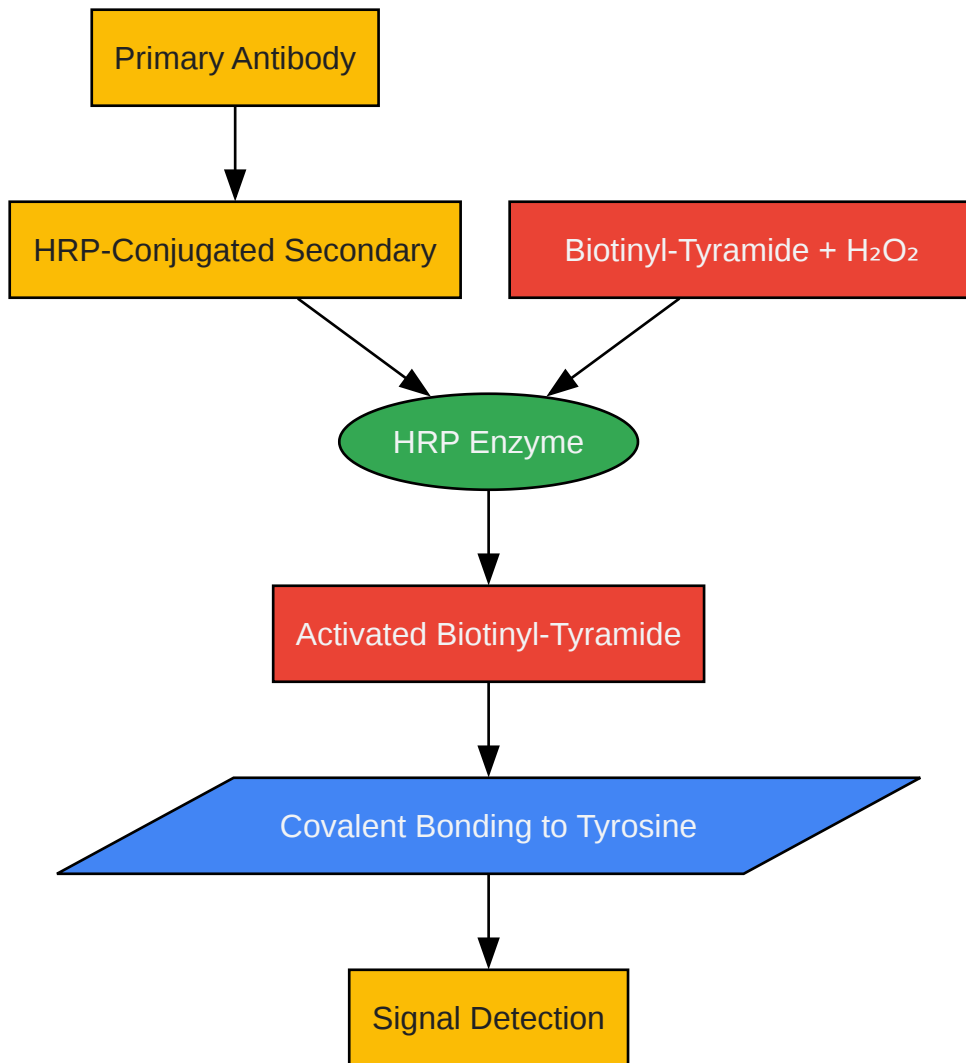 Primary Antibody
HRP-Conjugated Secondary
Biotinyl-Tyramide + H₂O₂
HRP Enzyme
Activated Biotinyl-Tyramide
Covalent Bonding to Tyrosine
Signal Detection